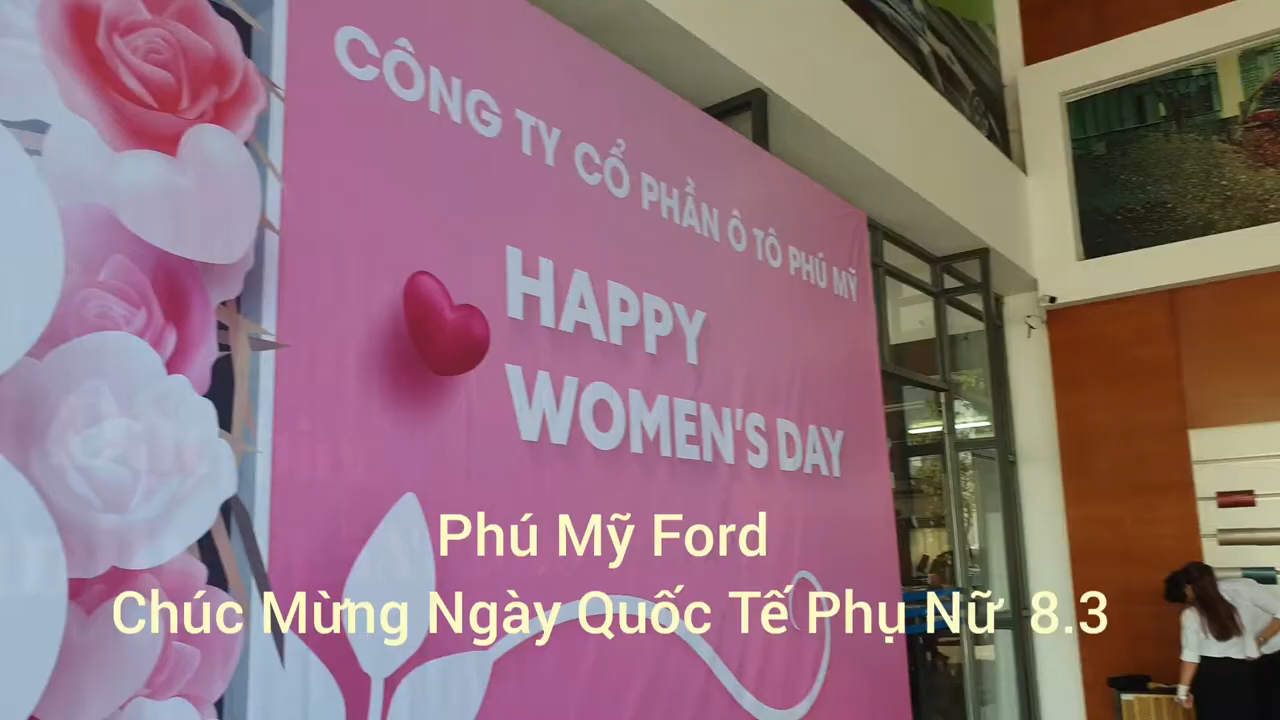 CÔNG TY CỔ PHẦN Ô TÔ PHÚ MỸ
HAPPY
WOMEN'S DAY
Phú Mỹ Ford
Chúc Mừng Ngày Quốc Tế Phụ Nữ 8.3